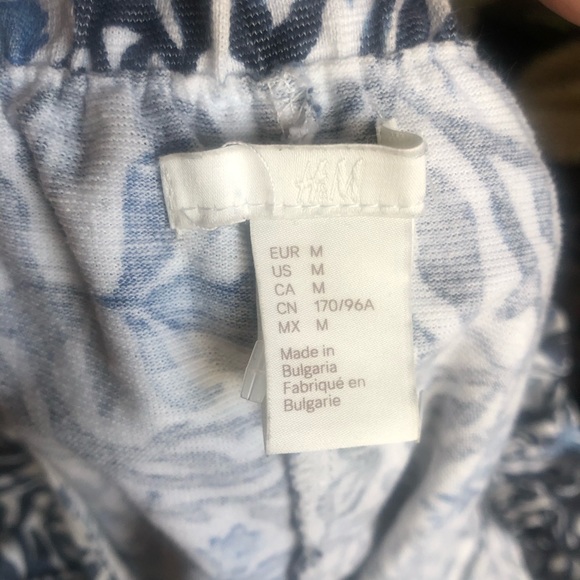 H&M
EUR M
US M
CA M
CN 170/96A
MX M
Made in
Bulgaria
Fabriqué en
Bulgarie